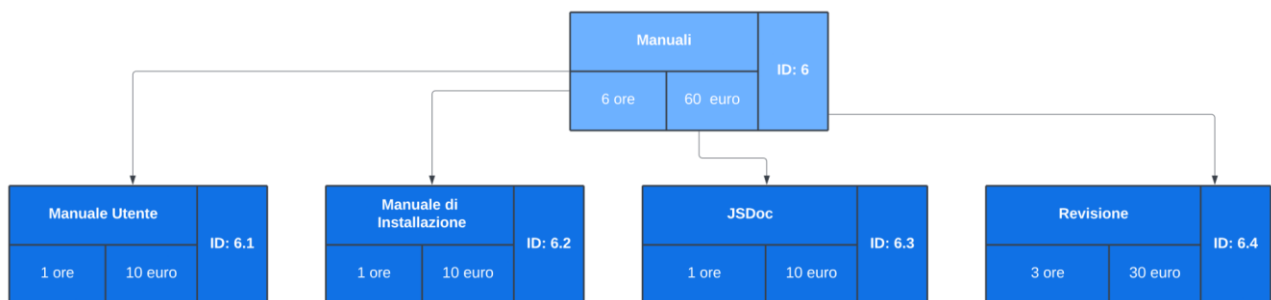 Manuali
ID: 6
6 ore
60 euro
Manuale Utente
ID: 6.1
1 ore
10 euro
Manuale di
Installazione
ID: 6.2
1 ore
10 euro
JSDoc
ID: 6.3
1 ore
10 euro
Revisione
ID: 6.4
3 ore
30 euro